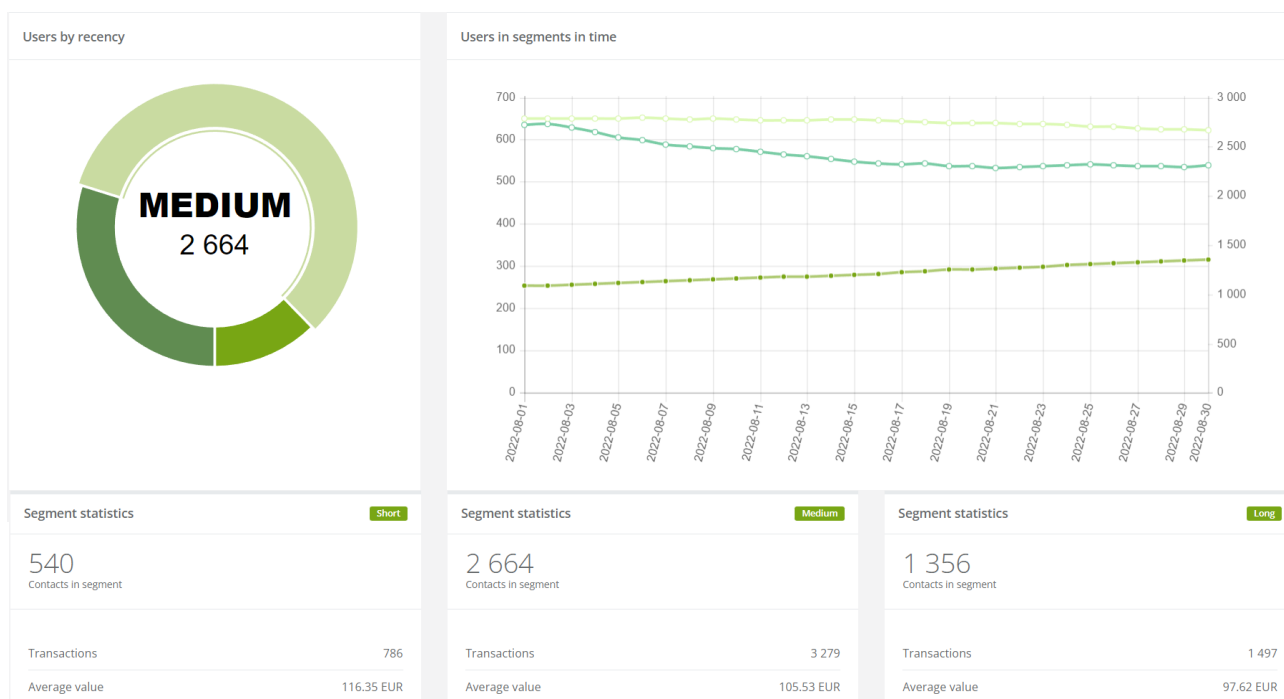 Users by recency
MEDIUM
2 664
Users in segments in time
700
600
500
400
300
200
100
0
3 000
2 500
2 000
1 500
1 000
500
0
2022-08-01
2022-08-03
2022-08-05
2022-08-07
2022-08-09
2022-08-11
2022-08-13
2022-08-15
2022-08-17
2022-08-19
2022-08-21
2022-08-23
2022-08-25
2022-08-27
2022-08-29
2022-08-30
Segment statistics Short
540
Contacts in segment
Transactions 786
Average value 116.35 EUR
Segment statistics Medium
2 664
Contacts in segment
Transactions 3 279
Average value 105.53 EUR
Segment statistics Long
1 356
Contacts in segment
Transactions 1 497
Average value 97.62 EUR